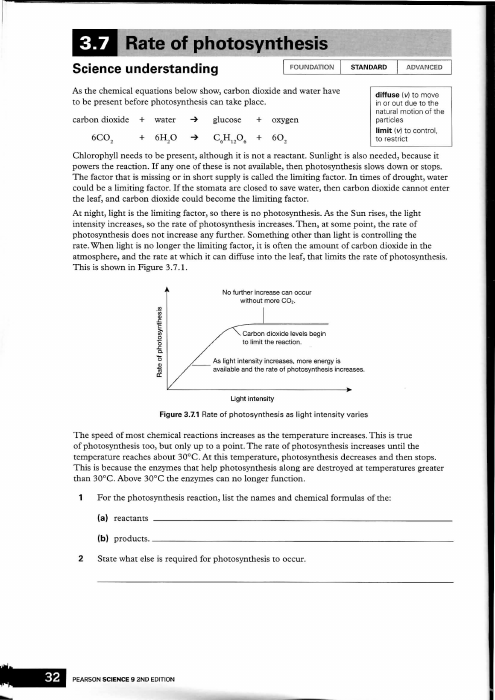 3.7 Rate of photosynthesis
Science understanding
FOUNDATION STANDARD ADVANCED
As the chemical equations below show, carbon dioxide and water have
to be present before photosynthesis can take place.
carbon dioxide + water → glucose + oxygen
6CO₂ + 6H₂O → C₆H₁₂O₆ + 6O₂
diffuse (v) to move
in or out due to the
natural motion of the
particles
limit (v) to control,
to restrict
Chlorophyll needs to be present, although it is not a reactant. Sunlight is also needed, because it
powers the reaction. If any one of these is not available, then photosynthesis slows down or stops.
The factor that is missing or in short supply is called the limiting factor. In times of drought, water
could be a limiting factor. If the stomata are closed to save water, then carbon dioxide cannot enter
the leaf, and carbon dioxide could become the limiting factor.
At night, light is the limiting factor, so there is no photosynthesis. As the Sun rises, the light
intensity increases, so the rate of photosynthesis increases. Then, at some point, the rate of
photosynthesis does not increase any further. Something other than light is controlling the
rate. When light is no longer the limiting factor, it is often the amount of carbon dioxide in the
atmosphere, and the rate at which it can diffuse into the leaf, that limits the rate of photosynthesis.
This is shown in Figure 3.7.1.
No further increase can occur
without more CO₂.
Carbon dioxide levels begin
to limit the reaction.
As light intensity increases, more energy is
available and the rate of photosynthesis increases.
Rate of photosynthesis
Light intensity
Figure 3.7.1 Rate of photosynthesis as light intensity varies
The speed of most chemical reactions increases as the temperature increases. This is true
of photosynthesis too, but only up to a point. The rate of photosynthesis increases until the
temperature reaches about 30°C. At this temperature, photosynthesis decreases and then stops.
This is because the enzymes that help photosynthesis along are destroyed at temperatures greater
than 30°C. Above 30°C the enzymes can no longer function.
1 For the photosynthesis reaction, list the names and chemical formulas of the:
(a) reactants
(b) products.
2 State what else is required for photosynthesis to occur.
32 PEARSON SCIENCE 9 2ND EDITION